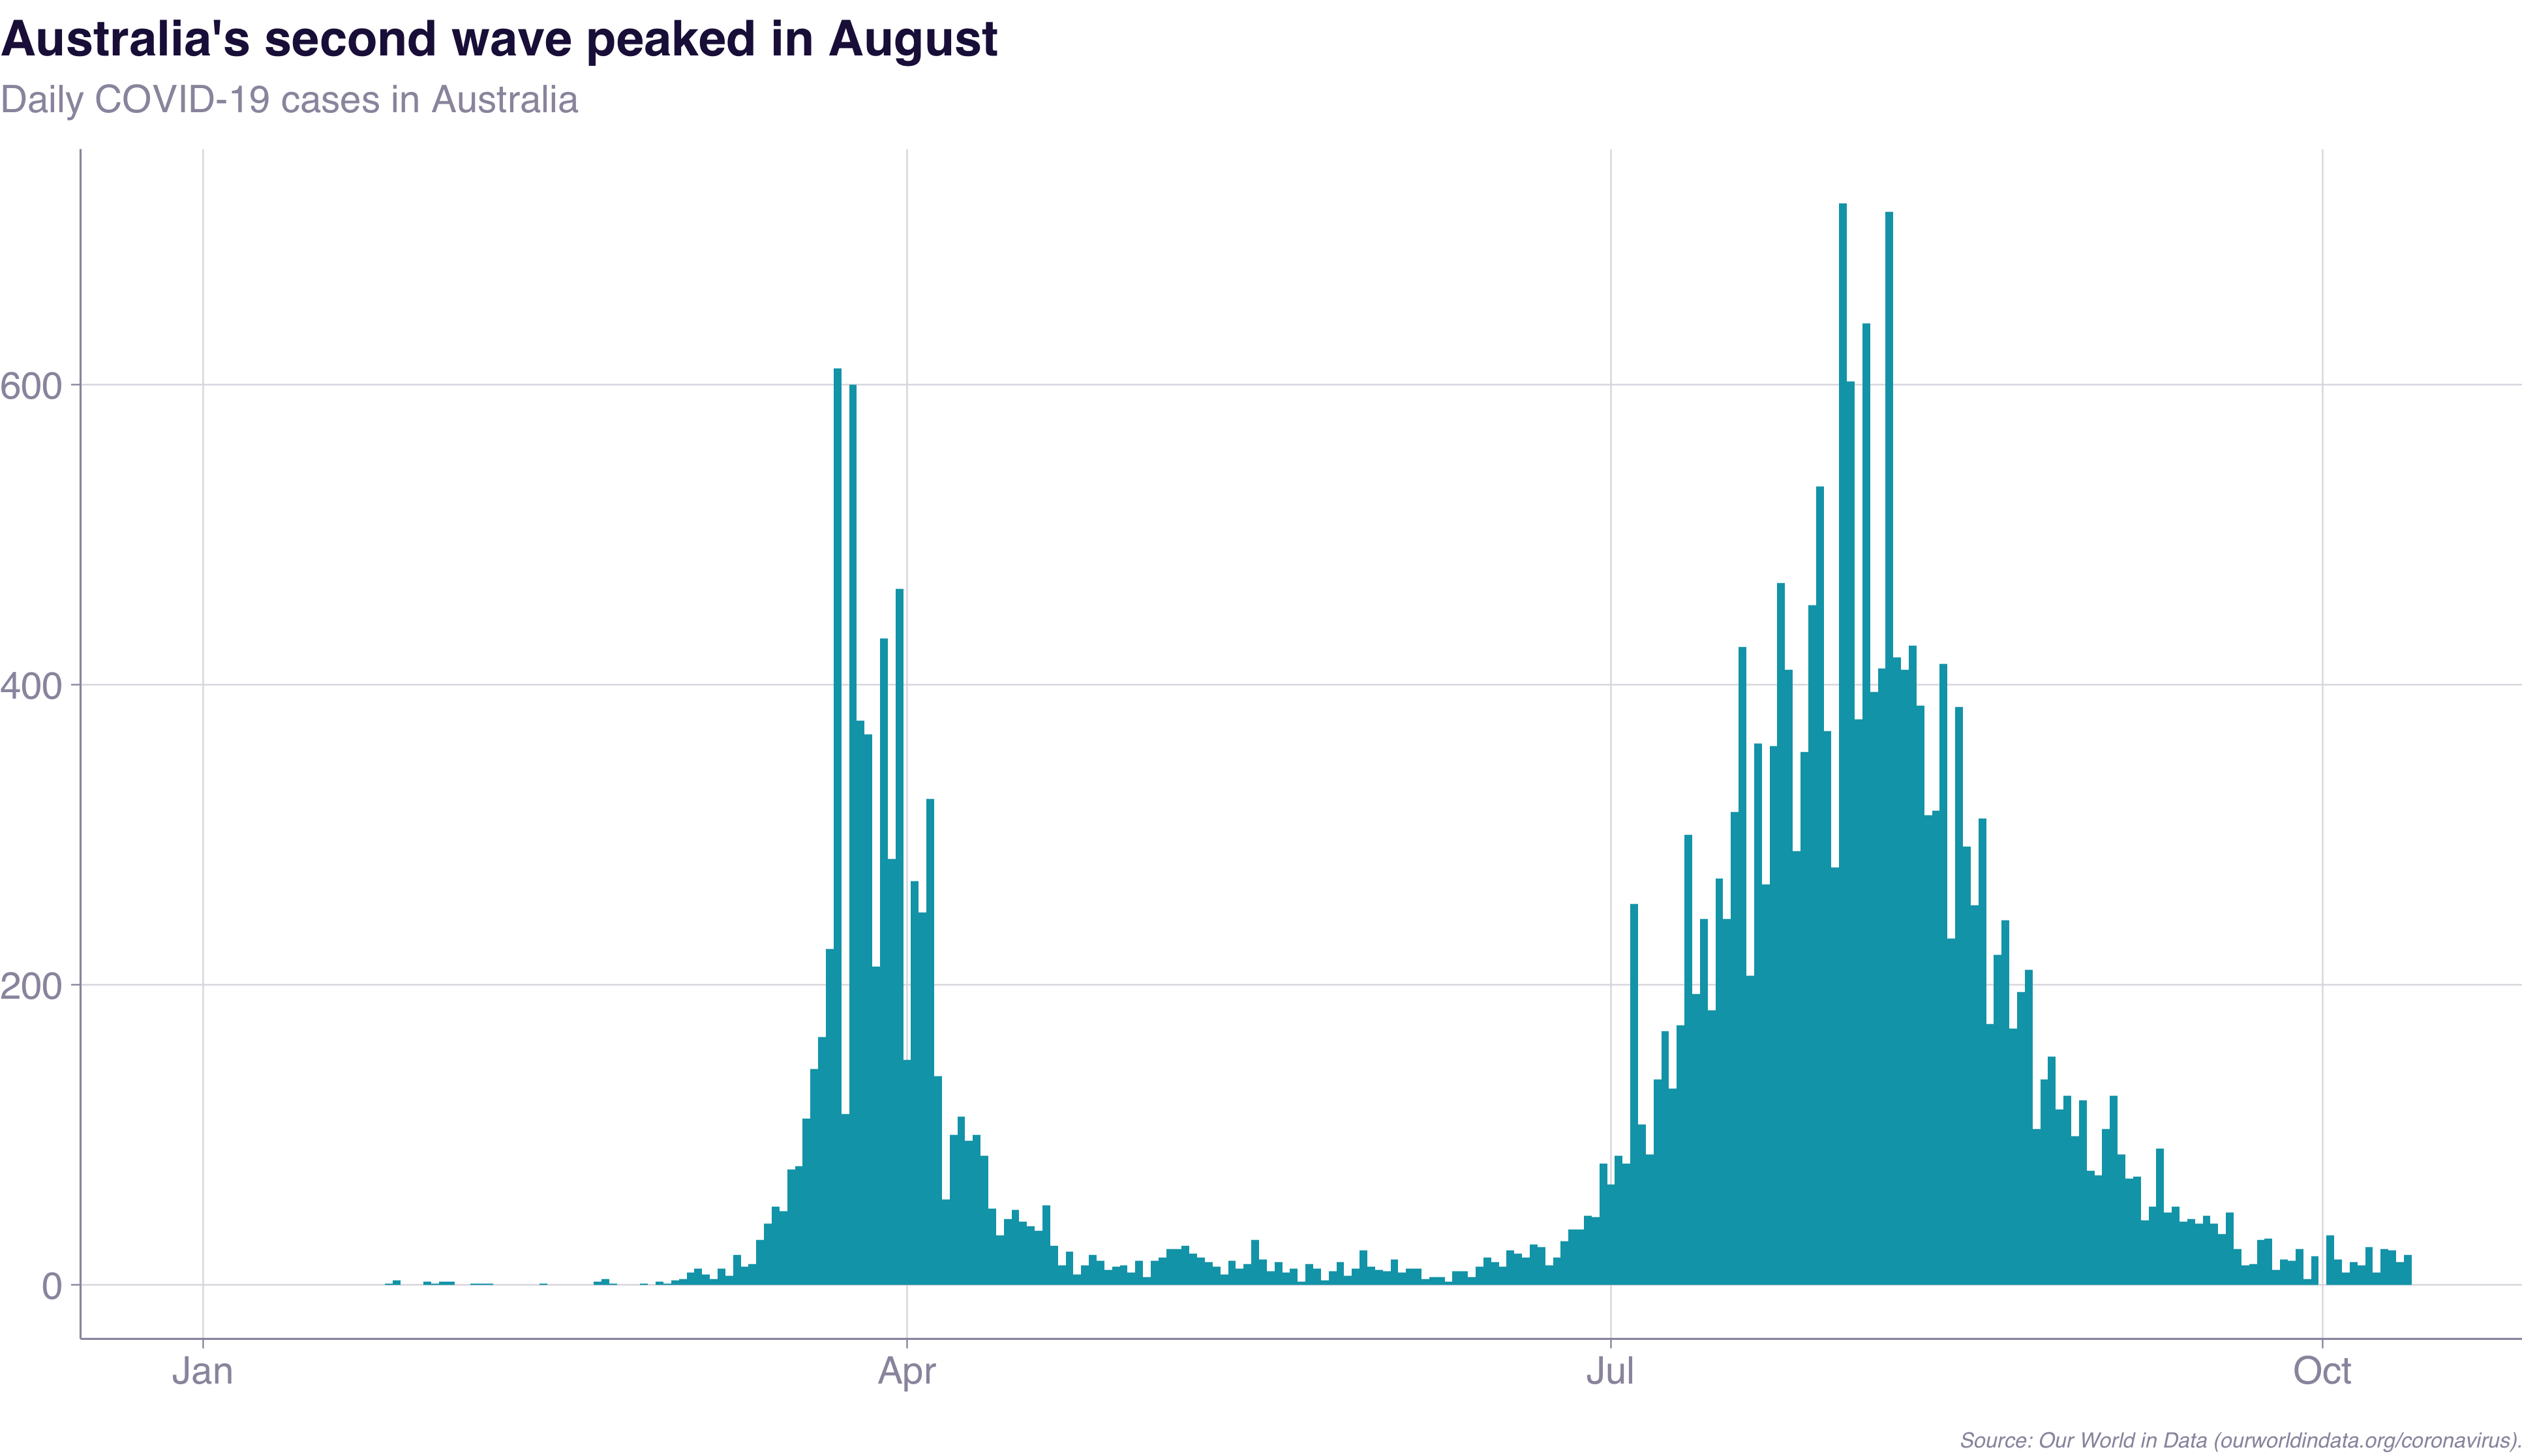 Australia's second wave peaked in August
Daily COVID-19 cases in Australia
600
400
200
0
Jan Apr Jul Oct
Source: Our World in Data (ourworldindata.org/coronavirus).